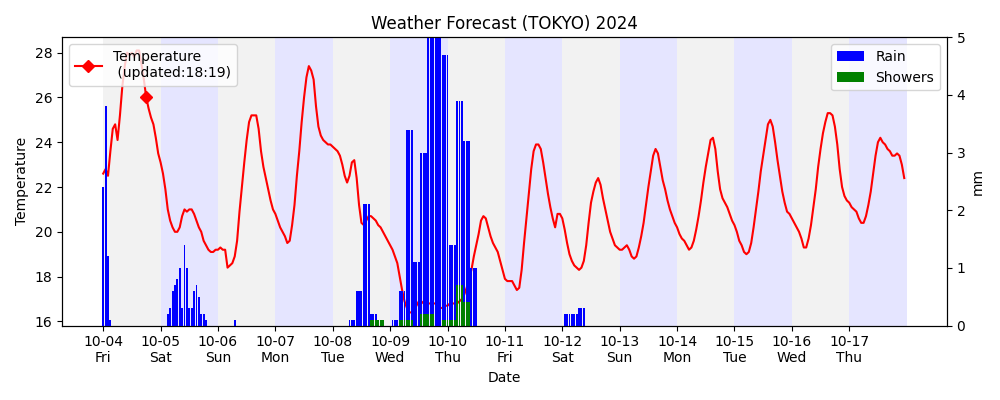 Weather Forecast (TOKYO) 2024
Temperature
(updated:18:19)
Rain
Showers
Temperature
28
26
24
22
20
18
16
5
4
3
2
1
0
mm
10-04 10-05 10-06 10-07 10-08 10-09 10-10 10-11 10-12 10-13 10-14 10-15 10-16 10-17
Fri Sat Sun Mon Tue Wed Thu Fri Sat Sun Mon Tue Wed Thu
Date